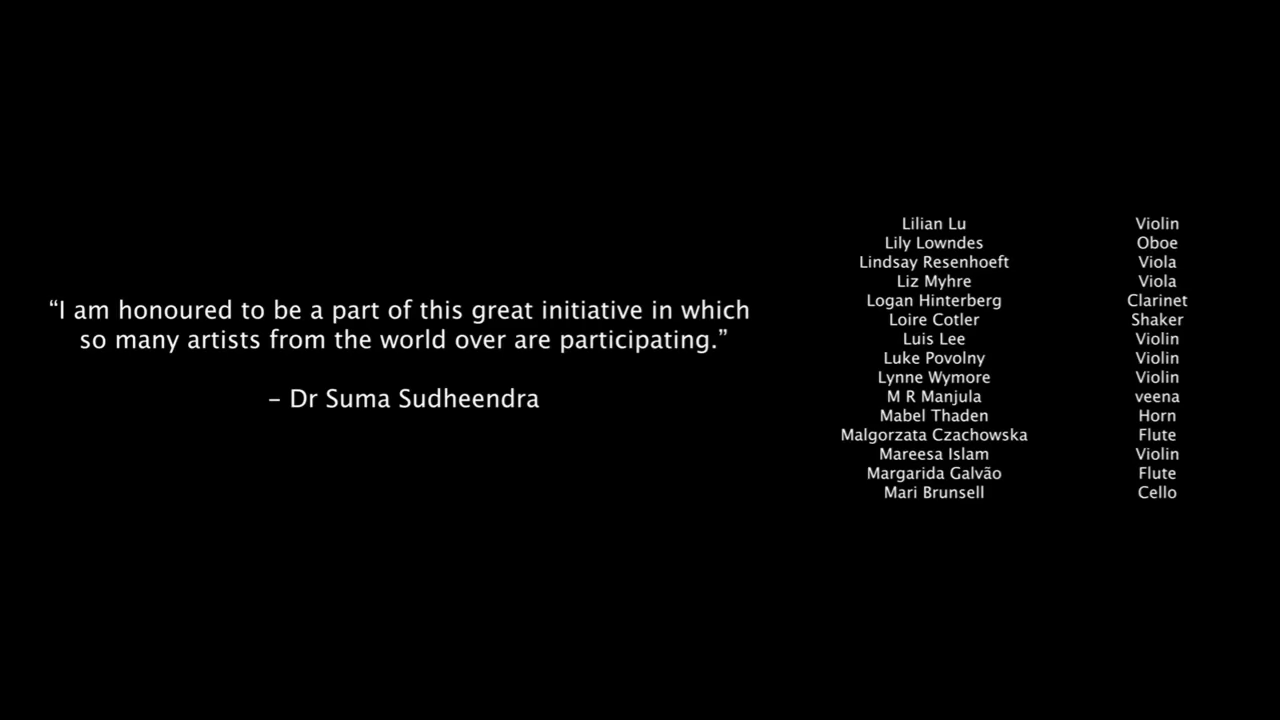 “I am honoured to be a part of this great initiative in which
so many artists from the world over are participating.”
– Dr Suma Sudheendra
Lilian Lu Violin
Lily Lowndes Oboe
Lindsay Resenhoeft Viola
Liz Myhre Viola
Logan Hinterberg Clarinet
Loire Cotler Shaker
Luis Lee Violin
Luke Povolny Violin
Lynne Wymore Violin
M R Manjula veena
Mabel Thaden Horn
Malgorzata Czachowska Flute
Mareesa Islam Violin
Margarida Galvão Flute
Mari Brunsell Cello